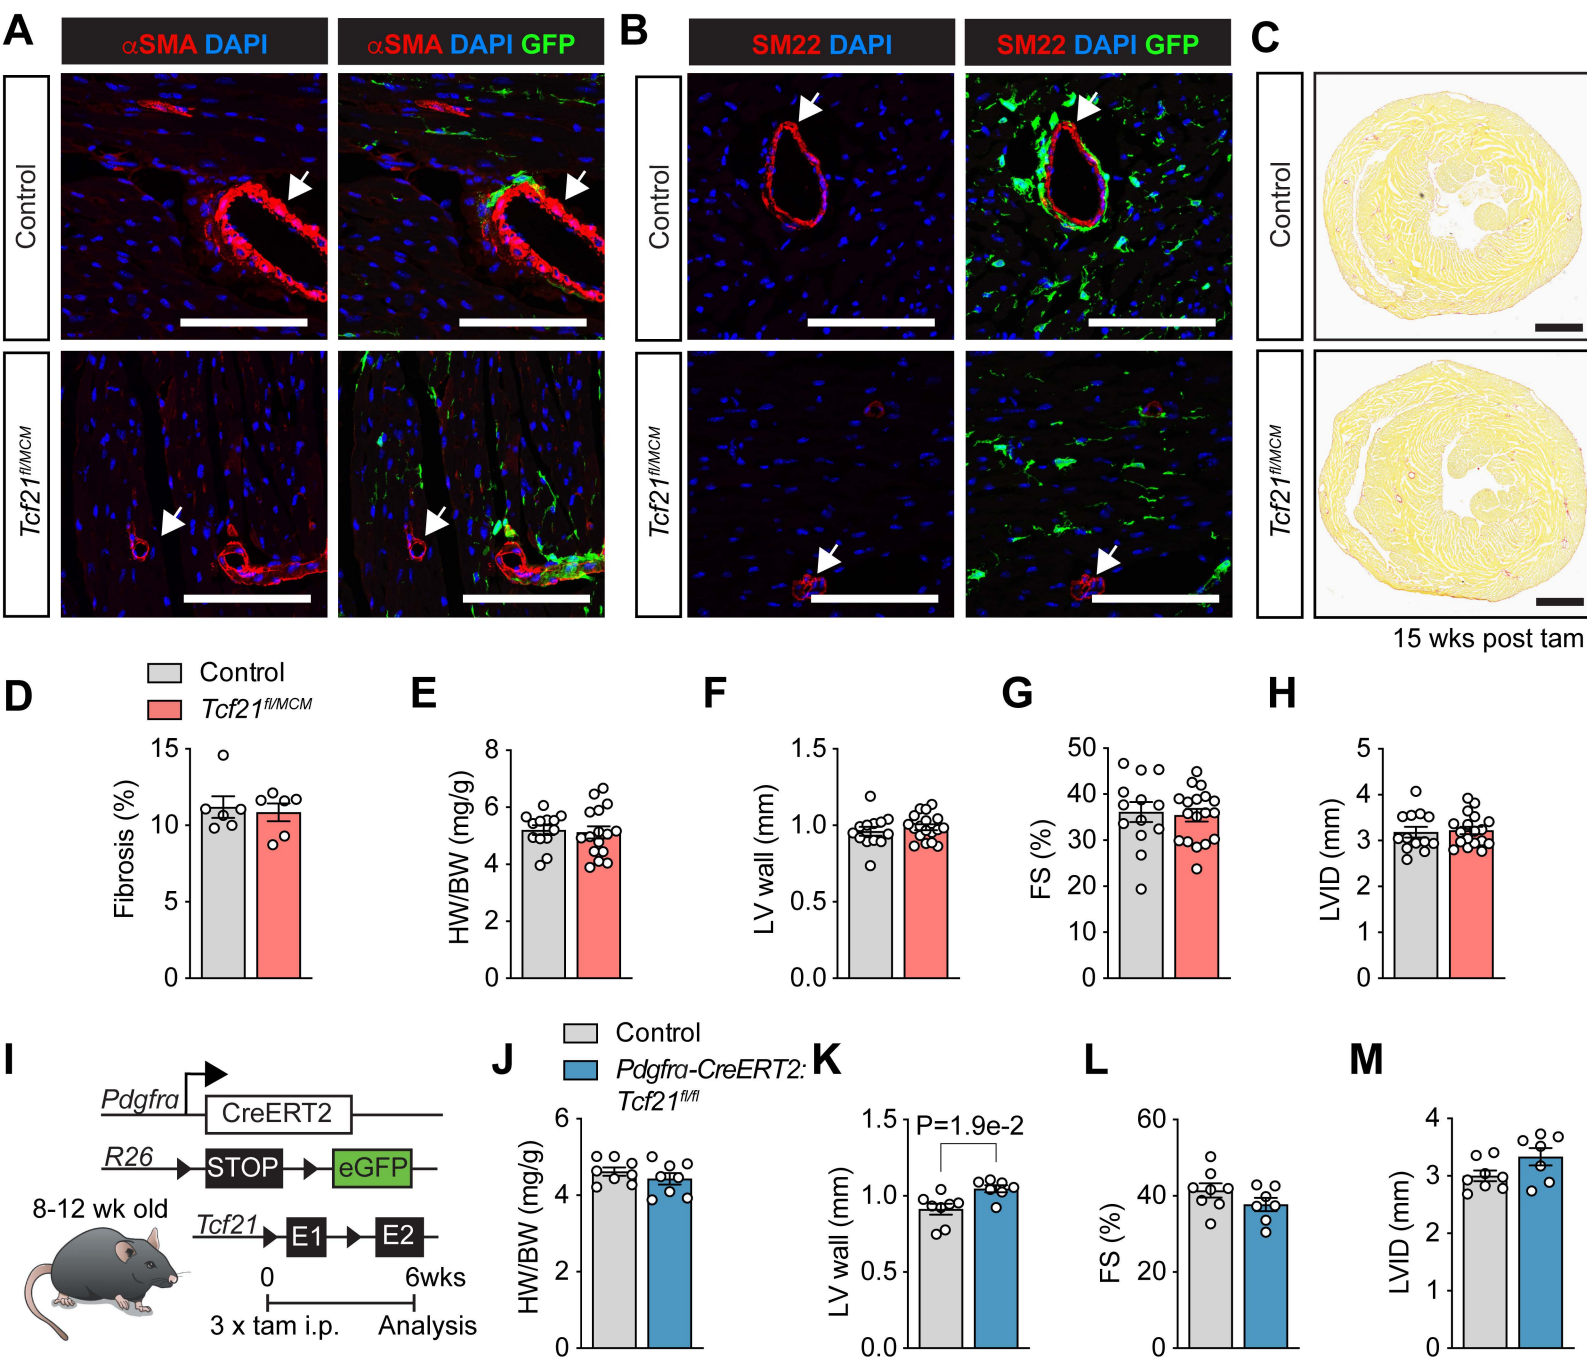 A
αSMA DAPI
αSMA DAPI GFP
B
SM22 DAPI
SM22 DAPI GFP
C
Control
Control
Control
Tcf21fl/MCM
Tcf21fl/MCM
Tcf21fl/MCM
15 wks post tam
D
Control
Tcf21fl/MCM
Fibrosis (%)
15
10
5
0
E
HW/BW (mg/g)
8
6
4
2
0
F
LV wall (mm)
1.5
1.0
0.5
0.0
G
FS (%)
50
40
30
20
10
0
H
LVID (mm)
5
4
3
2
1
0
I
Pdgfra
CreERT2
R26
STOP
eGFP
8-12 wk old
Tcf21
E1
E2
0
6wks
3 x tam i.p.
Analysis
J
Control
Pdgfra-CreERT2:
Tcf21fl/fl
HW/BW (mg/g)
6
4
2
0
K
P=1.9e-2
LV wall (mm)
1.5
1.0
0.5
0.0
L
FS (%)
60
40
20
0
M
LVID (mm)
4
3
2
1
0